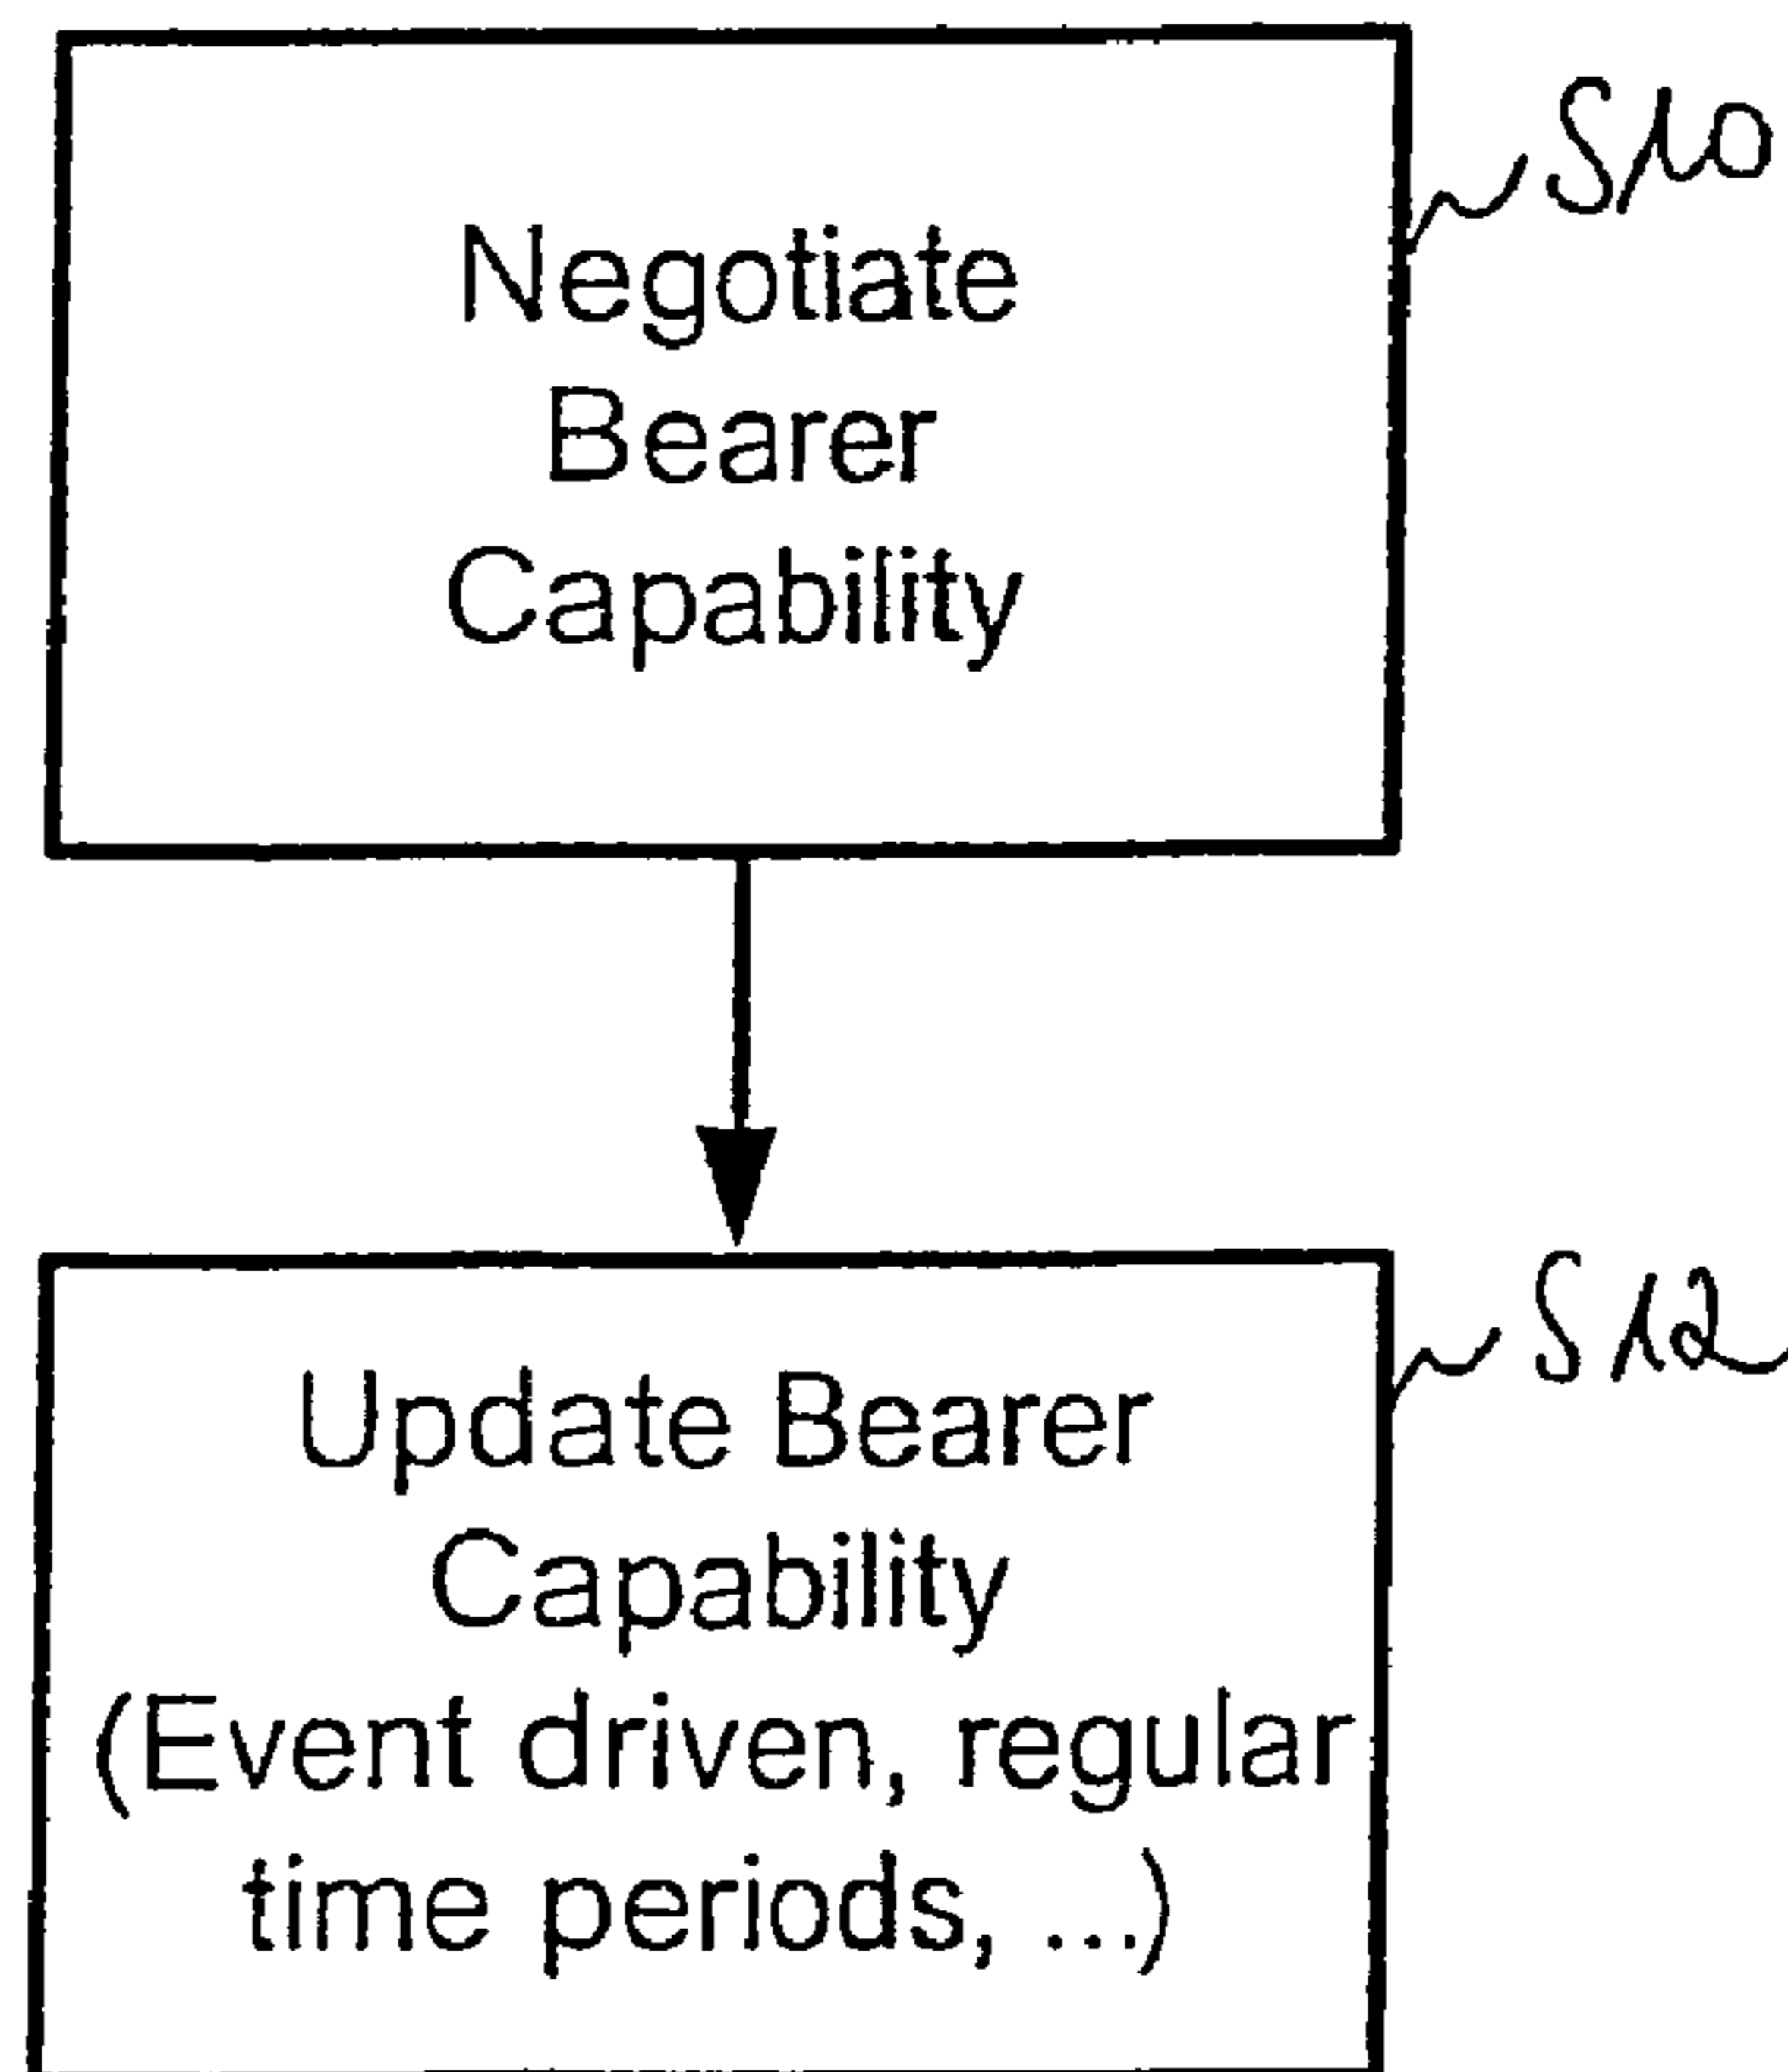 Negotiate
Bearer
Capability
S10
Update Bearer
Capability
(Event driven, regular
time periods, ...)
S12